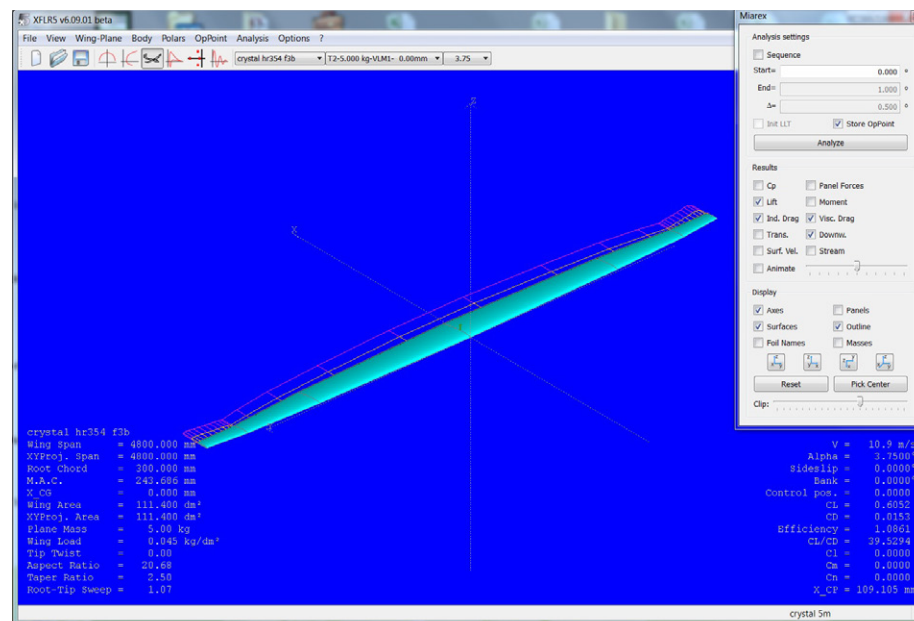 XFLR5 v6.09.01 beta
File View Wing-Plane Body Polars OpPoint Analysis Options ?
crystal hr354 f3b T2-5.000 kg-VLM1- 0.00mm 3.75
Miarex
Analysis settings
Sequence
Start= 0.000 °
End= 1.000 °
Δ= 0.500 °
Init LLT Store OpPoint
Analyze
Results
Cp Panel Forces
Lift Moment
Ind. Drag Visc. Drag
Trans. Downw.
Surf. Vel. Stream
Animate
Display
Axes Panels
Surfaces Outline
Foil Names Masses
Reset Pick Center
Clip:
Z
X
crystal hr354 f3b
Wing Span = 4800.000 mm
XYProj. Span = 4800.000 mm
Root Chord = 300.000 mm
M.A.C. = 243.686 mm
X_CG = 0.000 mm
Wing Area = 111.400 dm²
XYProj. Area = 111.400 dm²
Plane Mass = 5.00 kg
Wing Load = 0.045 kg/dm²
Tip Twist = 0.00
Aspect Ratio = 20.68
Taper Ratio = 2.50
Root-Tip Sweep = 1.07
V = 10.9 m/s
Alpha = 3.7500°
Sideslip = 0.0000°
Bank = 0.0000°
Control pos. = 0.0000
CL = 0.6052
CD = 0.0153
Efficiency = 1.0861
CL/CD = 39.5294
Cl = 0.0000
Cm = 0.0000
Cn = 0.0000
X_CP = 109.105 mm
crystal 5m